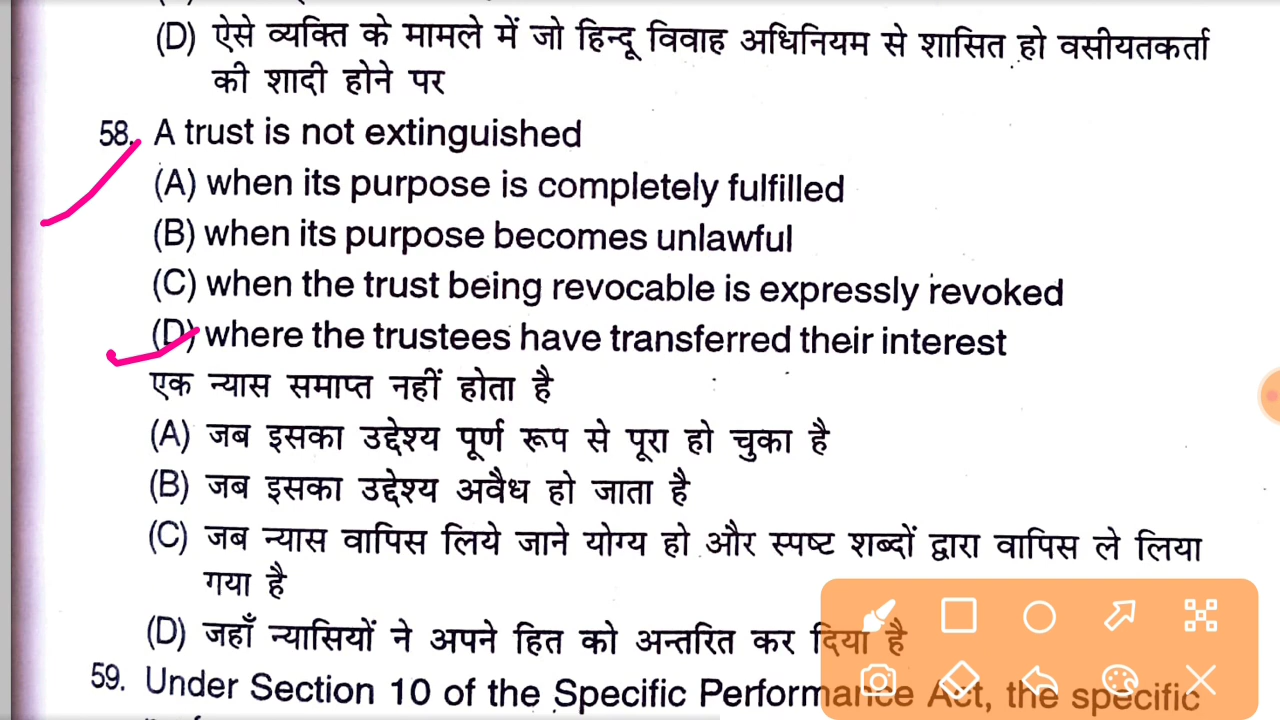 (D) ऐसे व्यक्ति के मामले में जो हिन्दू विवाह अधिनियम से शासित हो वसीयतकर्ता
की शादी होने पर
58. A trust is not extinguished
(A) when its purpose is completely fulfilled
(B) when its purpose becomes unlawful
(C) when the trust being revocable is expressly revoked
(D) where the trustees have transferred their interest
एक न्यास समाप्त नहीं होता है
(A) जब इसका उद्देश्य पूर्ण रूप से पूरा हो चुका है
(B) जब इसका उद्देश्य अवैध हो जाता है
(C) जब न्यास वापिस लिये जाने योग्य हो और स्पष्ट शब्दों द्वारा वापिस ले लिया
गया है
(D) जहाँ न्यासियों ने अपने हित को अन्तरित कर दिया है
59. Under Section 10 of the Specific Performance Act, the specific